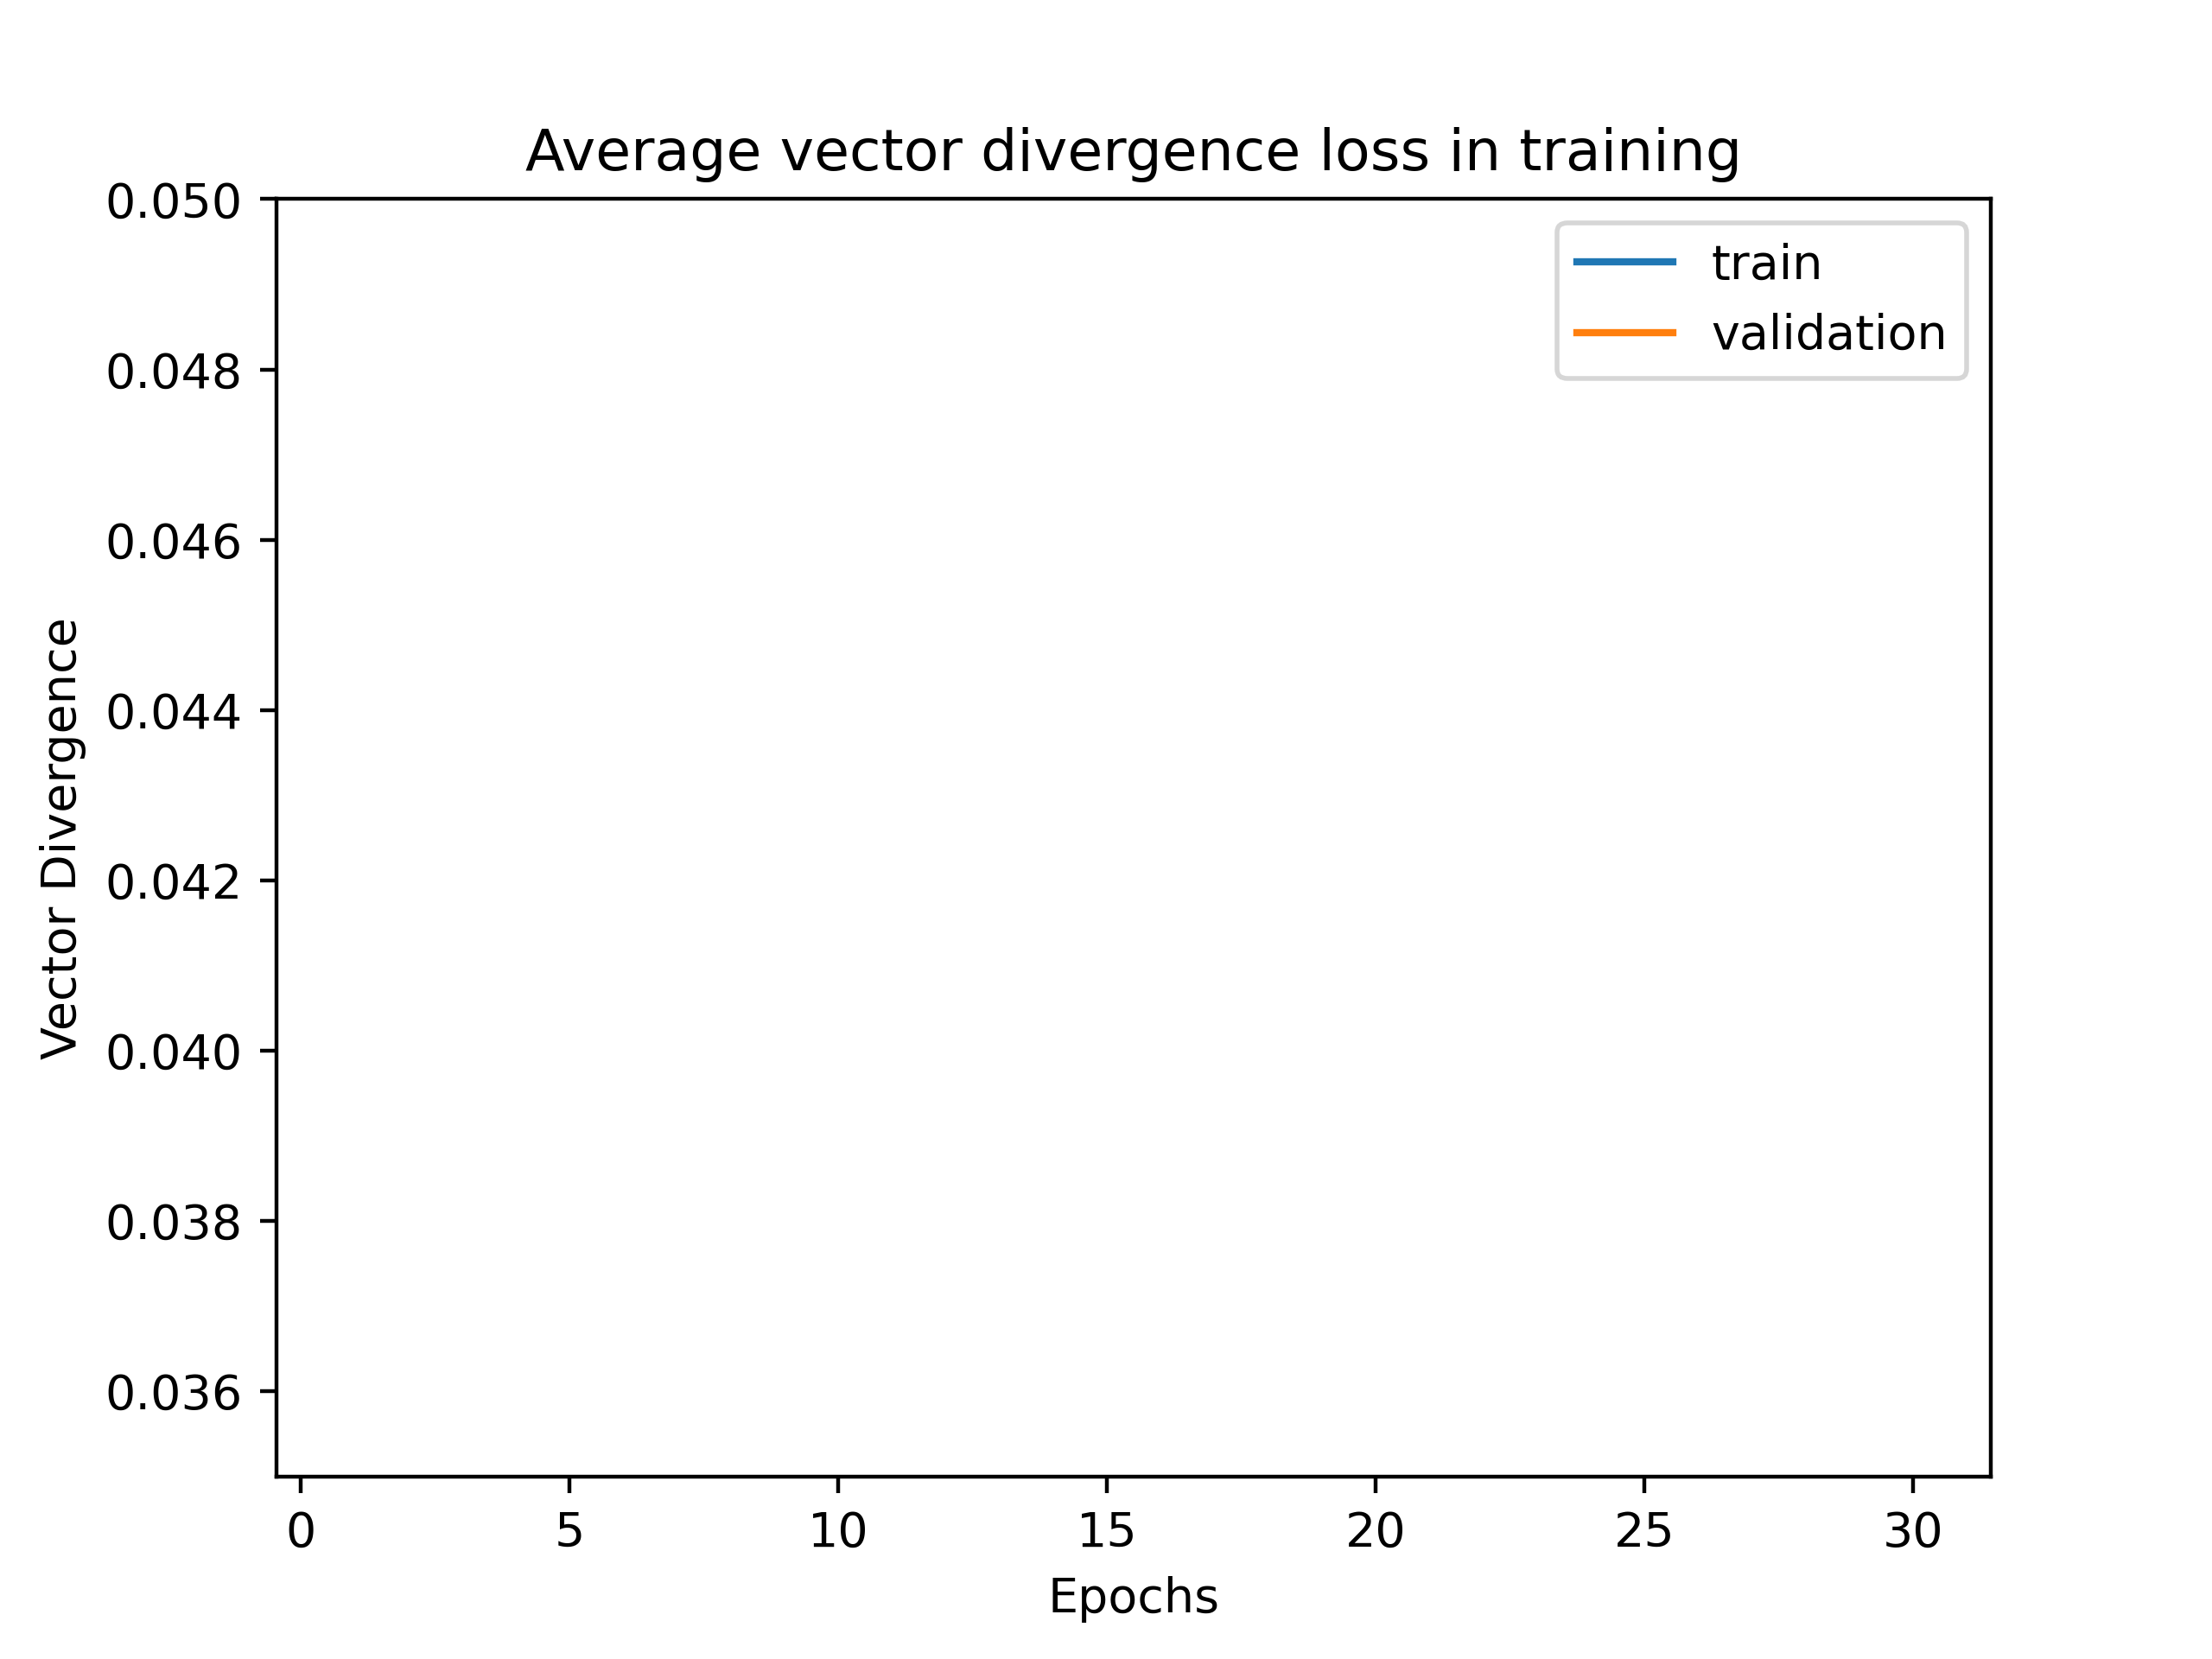 Average vector divergence loss in training
0.050
0.048
0.046
0.044
0.042
0.040
0.038
0.036
Vector Divergence
train
validation
0 5 10 15 20 25 30
Epochs